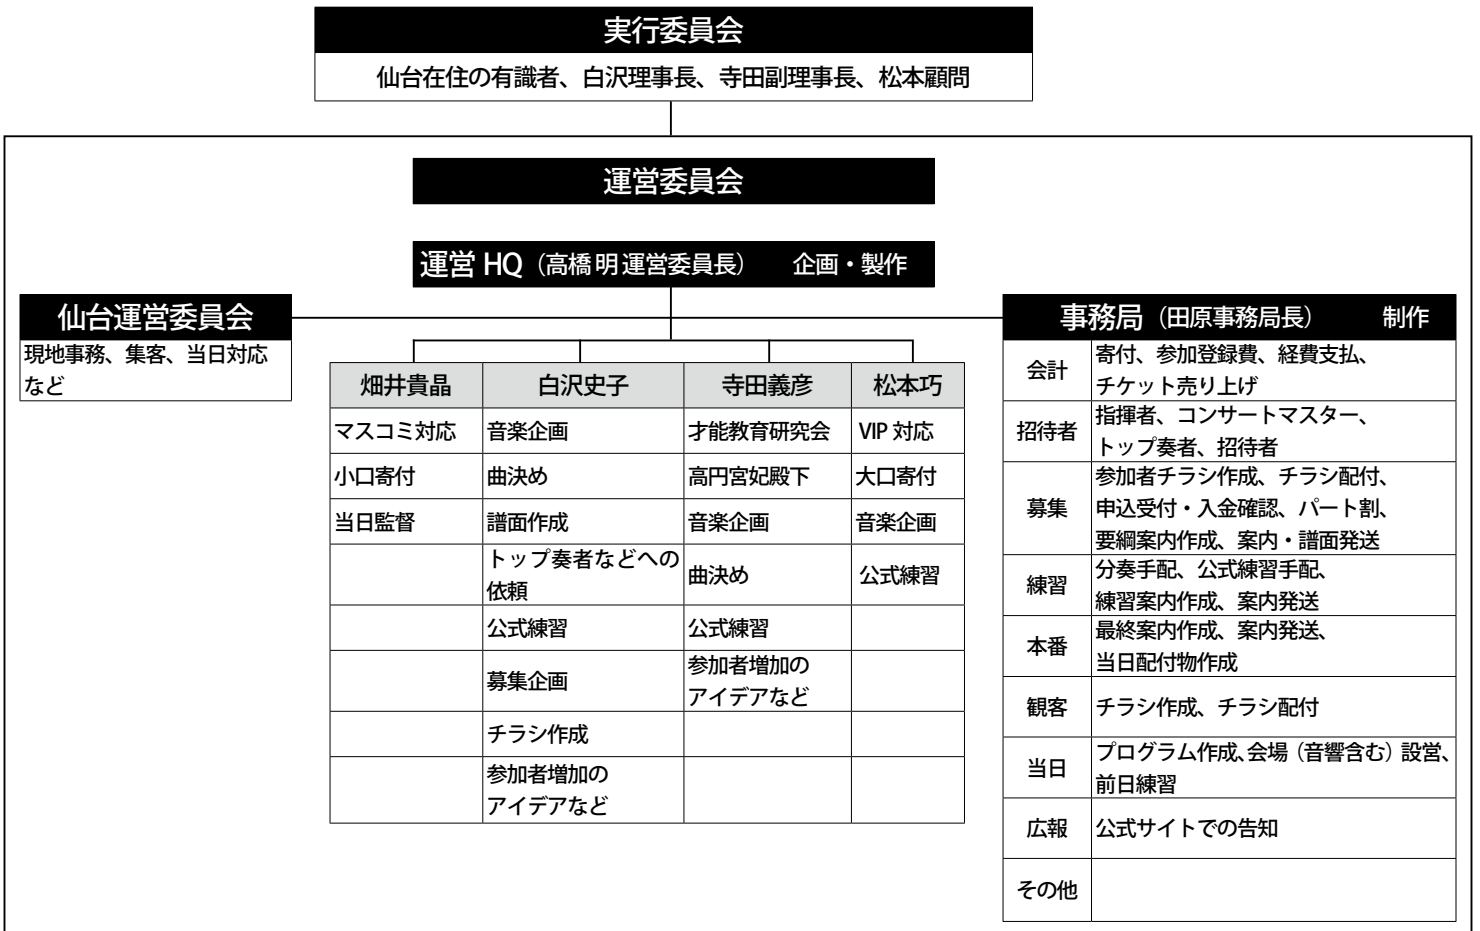 実行委員会
仙台在住の有識者、白沢理事長、寺田副理事長、松本顧問
運営委員会
運営 HQ（高橋明運営委員長）　企画・製作
仙台運営委員会
現地事務、集客、当日対応
など
畑井貴晶
マスコミ対応
小口寄付
当日監督
白沢史子
音楽企画
曲決め
譜面作成
トップ奏者などへの
依頼
公式練習
募集企画
チラシ作成
参加者増加の
アイデアなど
寺田義彦
才能教育研究会
高円宮妃殿下
音楽企画
曲決め
公式練習
参加者増加の
アイデアなど
松本巧
VIP 対応
大口寄付
音楽企画
公式練習
事務局（田原事務局長）　制作
会計
寄付、参加登録費、経費支払、
チケット売り上げ
招待者
指揮者、コンサートマスター、
トップ奏者、招待者
募集
参加者チラシ作成、チラシ配付、
申込受付・入金確認、パート割、
要綱案内作成、案内・譜面発送
練習
分奏手配、公式練習手配、
練習案内作成、案内発送
本番
最終案内作成、案内発送、
当日配付物作成
観客
チラシ作成、チラシ配付
当日
プログラム作成、会場（音響含む）設営、
前日練習
広報
公式サイトでの告知
その他